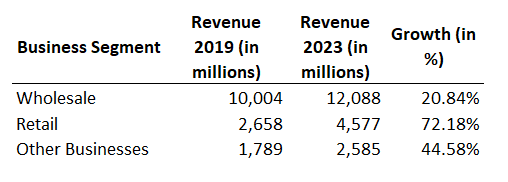 Business Segment Revenue 2019 (in millions) Revenue 2023 (in millions) Growth (in %)
Wholesale 10,004 12,088 20.84%
Retail 2,658 4,577 72.18%
Other Businesses 1,789 2,585 44.58%